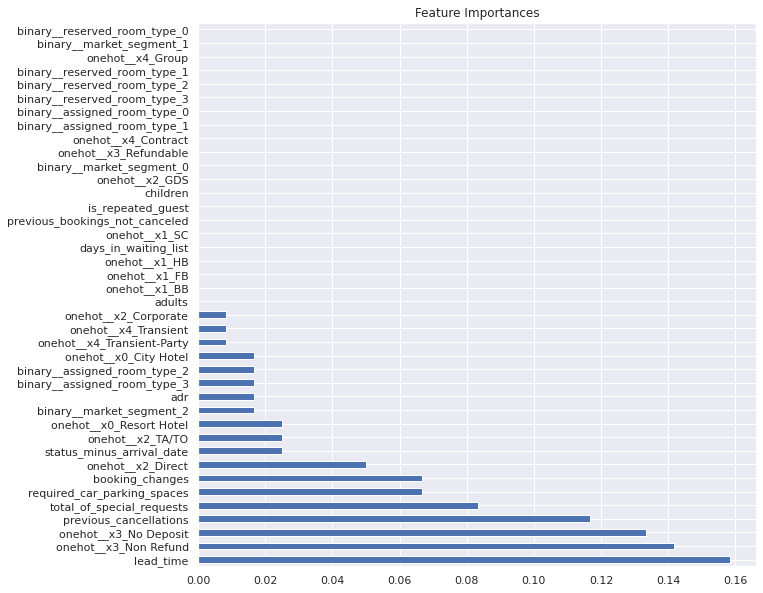 Feature Importances
binary__reserved_room_type_0
binary__market_segment_1
onehot__x4_Group
binary__reserved_room_type_1
binary__reserved_room_type_2
binary__reserved_room_type_3
binary__assigned_room_type_0
binary__assigned_room_type_1
onehot__x4_Contract
onehot__x3_Refundable
binary__market_segment_0
onehot__x2_GDS
children
is_repeated_guest
previous_bookings_not_canceled
onehot__x1_SC
days_in_waiting_list
onehot__x1_HB
onehot__x1_FB
onehot__x1_BB
adults
onehot__x2_Corporate
onehot__x4_Transient
onehot__x4_Transient-Party
onehot__x0_City Hotel
binary__assigned_room_type_2
binary__assigned_room_type_3
adr
binary__market_segment_2
onehot__x0_Resort Hotel
onehot__x2_TA/TO
status_minus_arrival_date
onehot__x2_Direct
booking_changes
required_car_parking_spaces
total_of_special_requests
previous_cancellations
onehot__x3_No Deposit
onehot__x3_Non Refund
lead_time
0.00 0.02 0.04 0.06 0.08 0.10 0.12 0.14 0.16